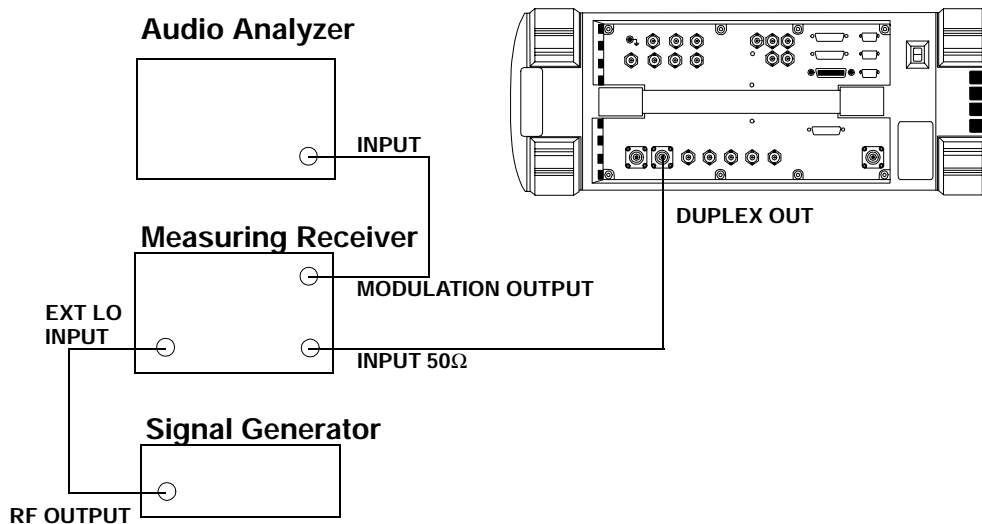 Audio Analyzer
INPUT
DUPLEX OUT
Measuring Receiver
MODULATION OUTPUT
EXT LO
INPUT
INPUT 50Ω
Signal Generator
RF OUTPUT